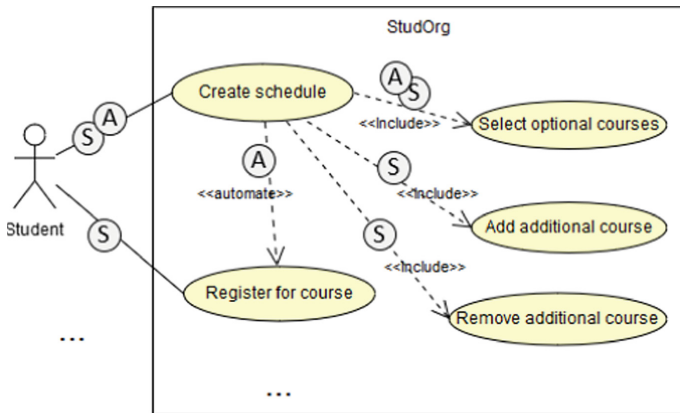 StudOrg
A
S
Create schedule
<<Include>>
Select optional courses
A
S
A
S
<<automate>>
<<Include>>
Student
S
S
Add additional course
<<Include>>
Register for course
Remove additional course
...
...